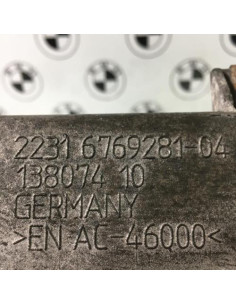 2231 6769281-04
138074 10
GERMANY
>EN AC-46000<